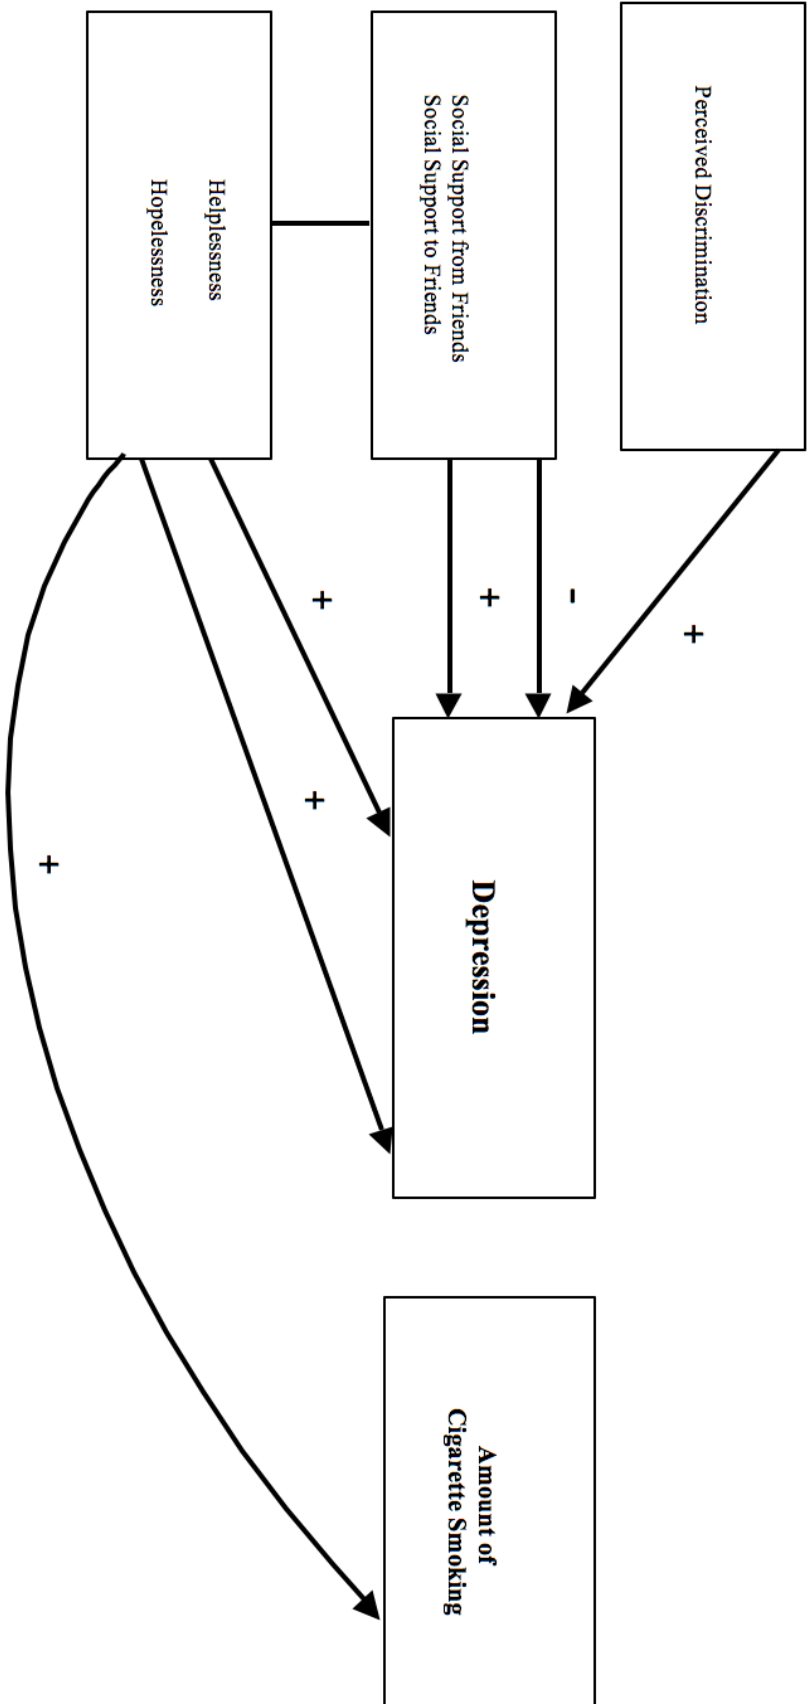 Perceived Discrimination
+
Social Support from Friends
Social Support to Friends
-
+
Helplessness
Hopelessness
+
+
+
Depression
Amount of
Cigarette Smoking